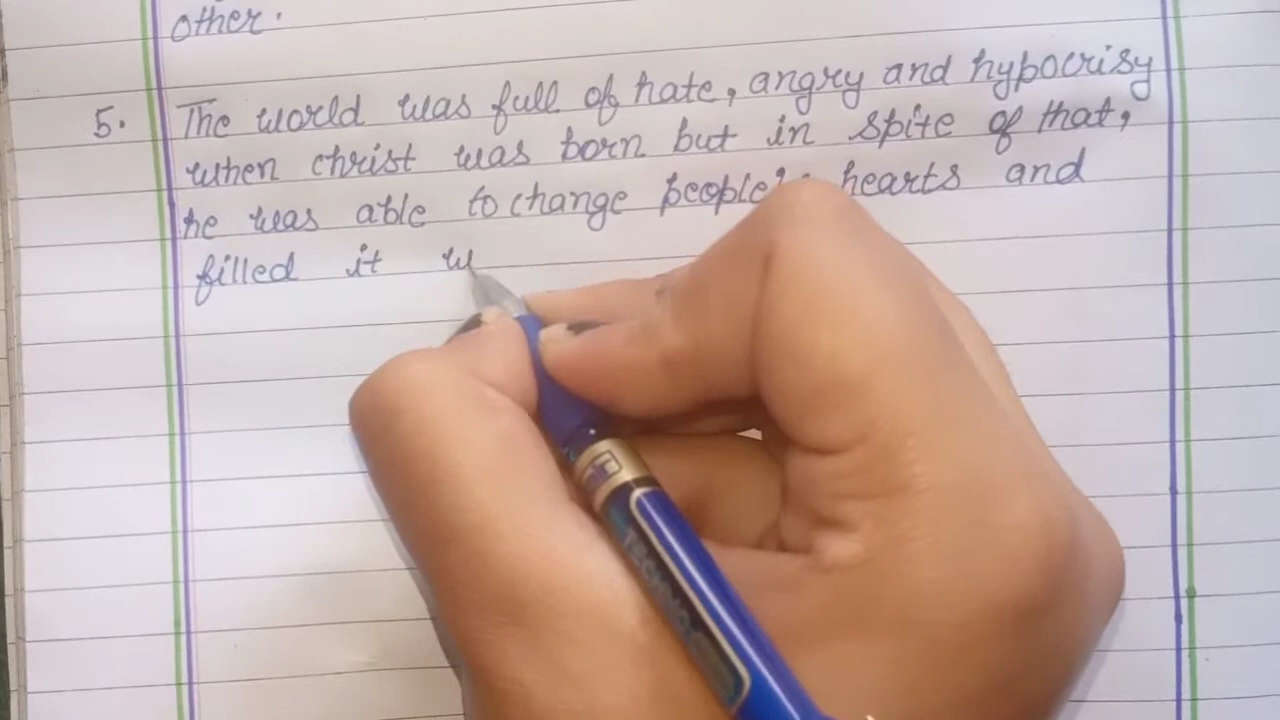 other.
5. The world was full of hate, angry and hypocrisy
when christ was born but in spite of that,
he was able to change people's hearts and
filled it w